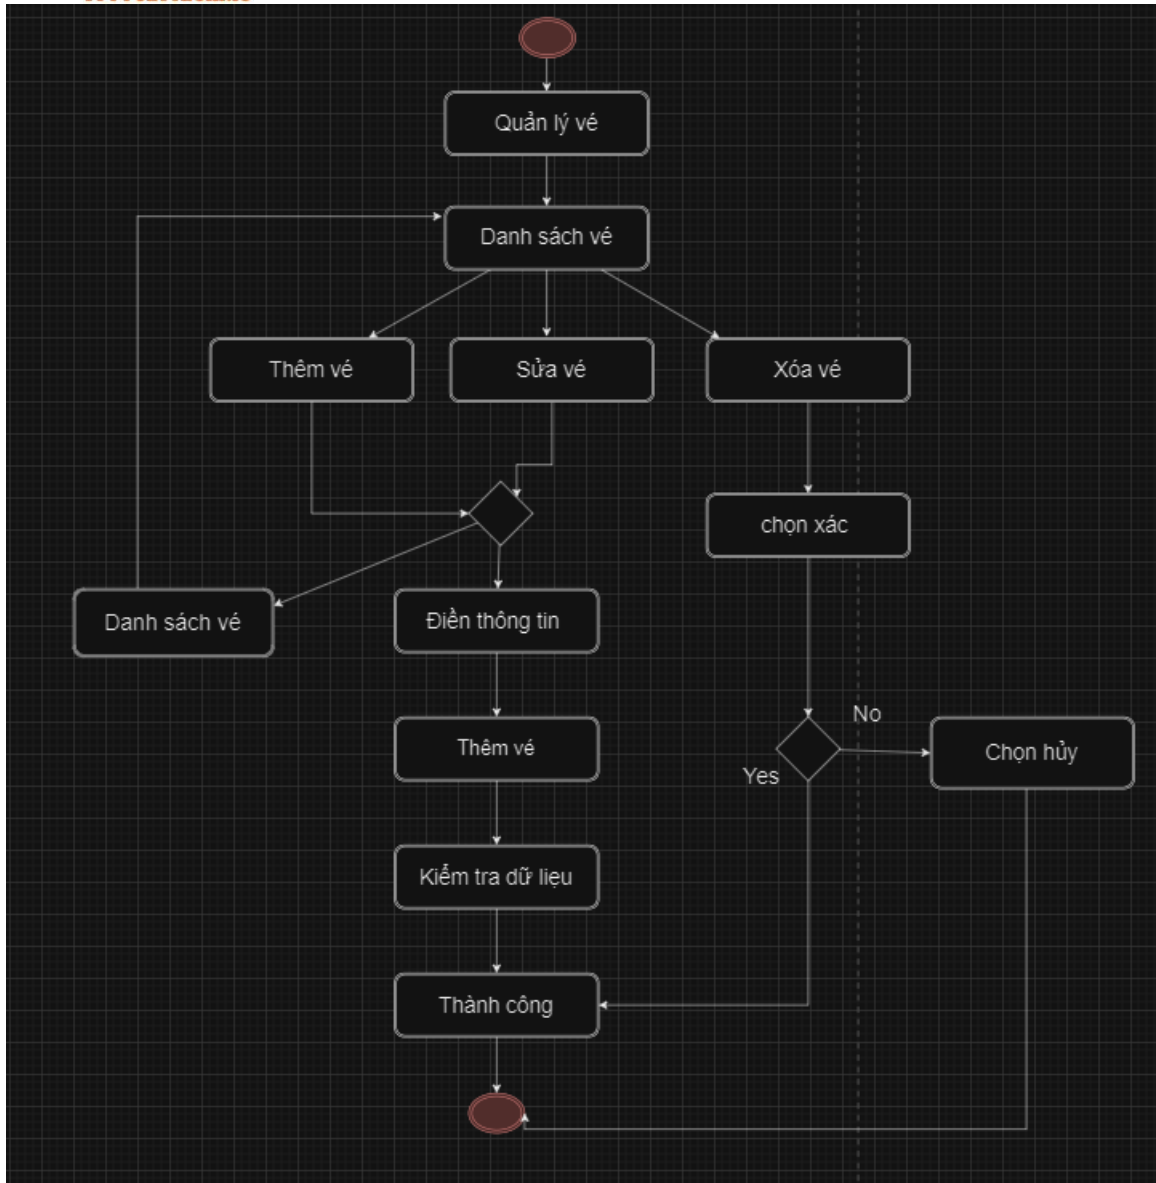 Quản lý vé
Danh sách vé
Thêm vé
Sửa vé
Xóa vé
chọn xác
Danh sách vé
Điền thông tin
Thêm vé
No
Yes
Chọn hủy
Kiểm tra dữ liệu
Thành công